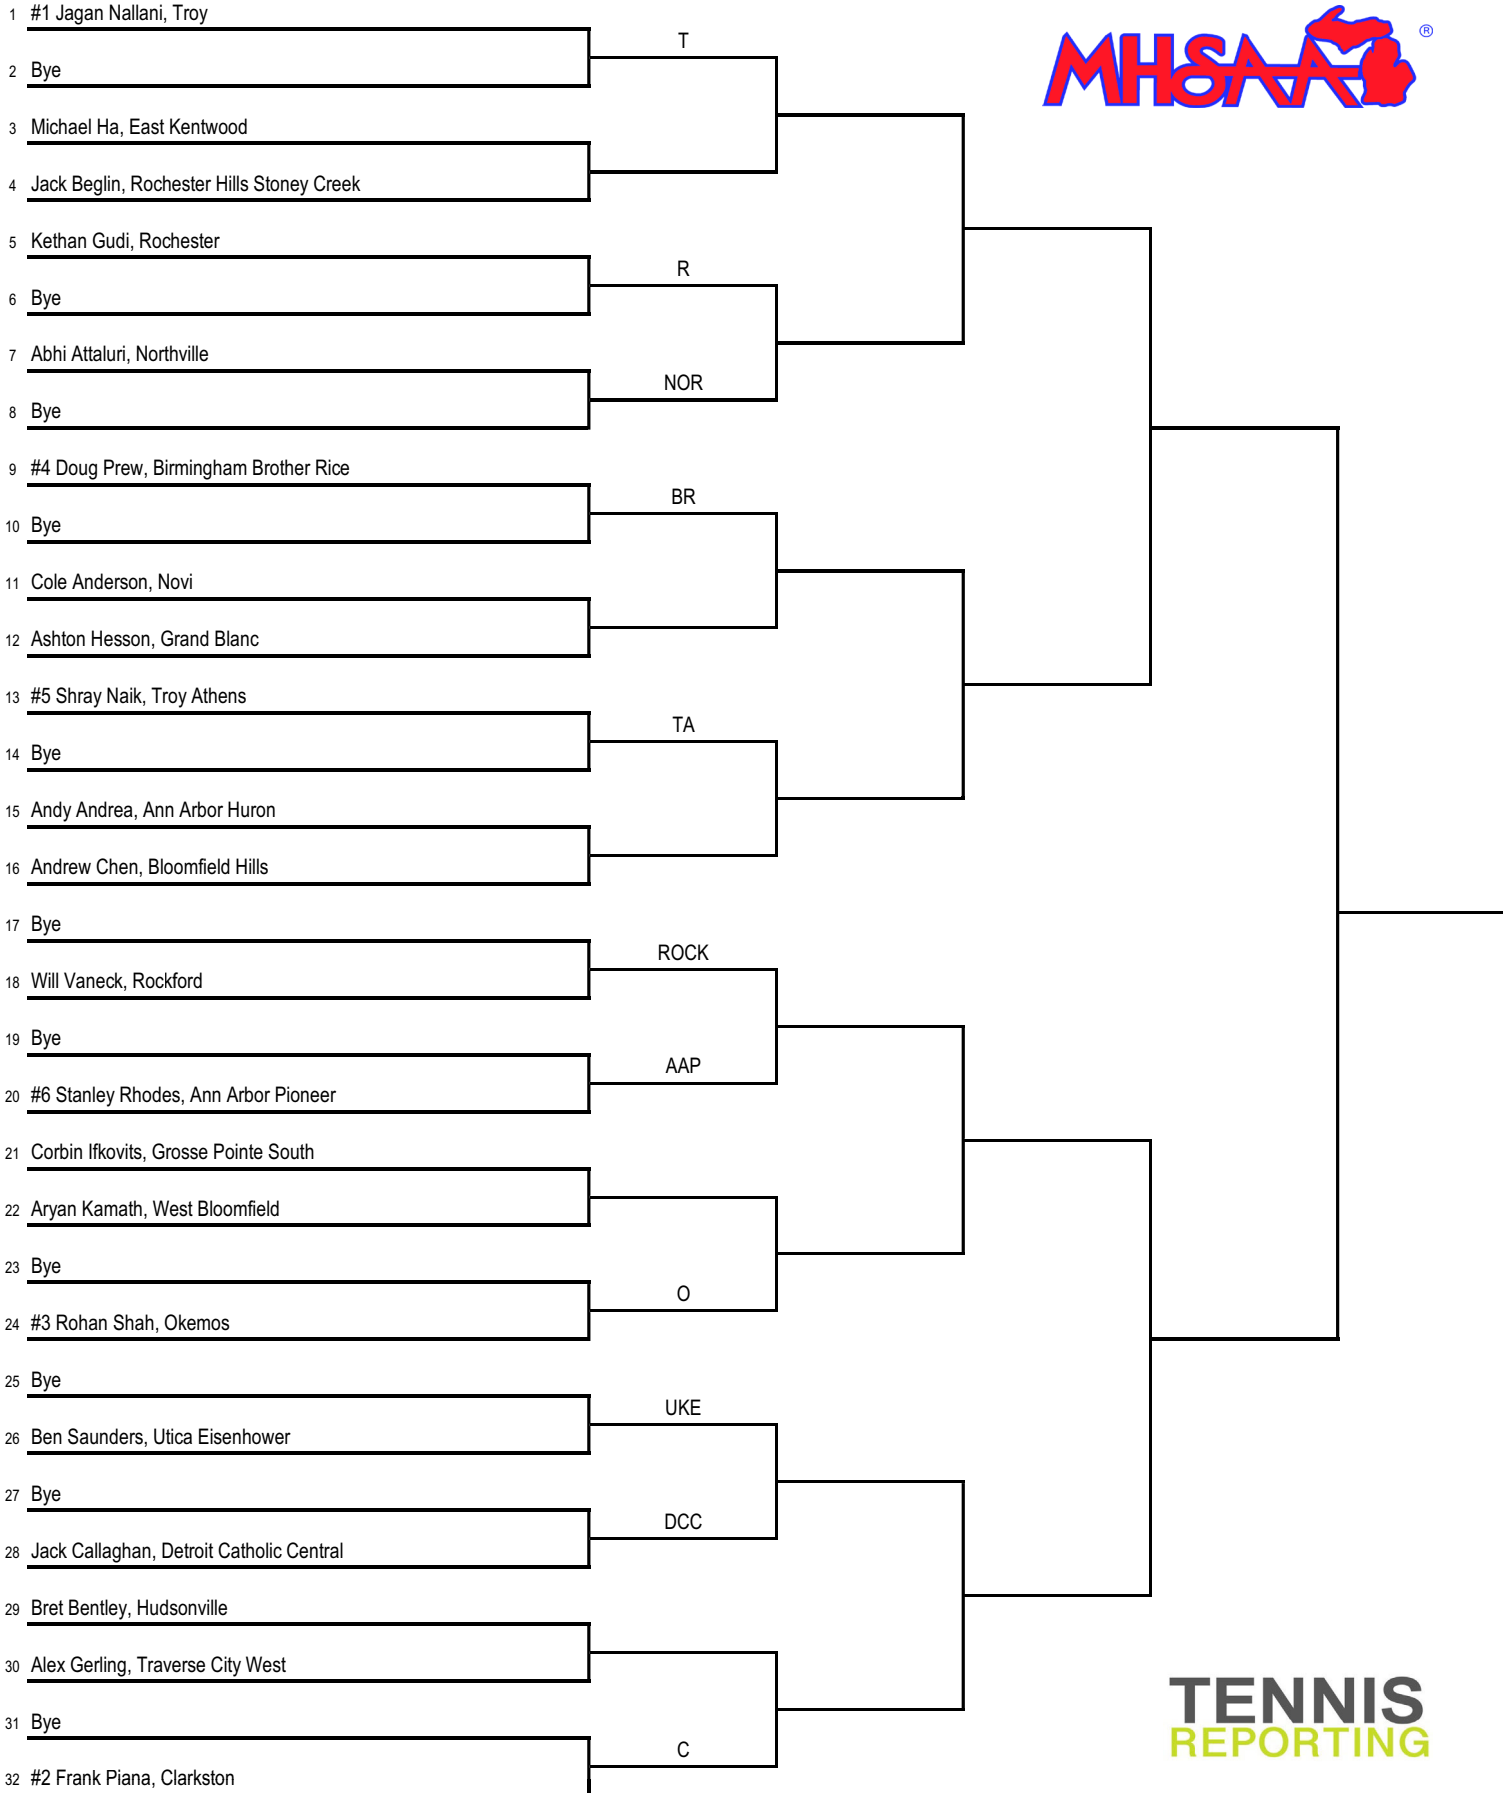 1 #1 Jagan Nallani, Troy
T
2 Bye
3 Michael Ha, East Kentwood
4 Jack Beglin, Rochester Hills Stoney Creek
5 Kethan Gudi, Rochester
R
6 Bye
7 Abhi Attaluri, Northville
NOR
8 Bye
9 #4 Doug Prew, Birmingham Brother Rice
BR
10 Bye
11 Cole Anderson, Novi
12 Ashton Hesson, Grand Blanc
13 #5 Shray Naik, Troy Athens
TA
14 Bye
15 Andy Andrea, Ann Arbor Huron
16 Andrew Chen, Bloomfield Hills
17 Bye
ROCK
18 Will Vaneck, Rockford
19 Bye
AAP
20 #6 Stanley Rhodes, Ann Arbor Pioneer
21 Corbin Ifkovits, Grosse Pointe South
22 Aryan Kamath, West Bloomfield
23 Bye
O
24 #3 Rohan Shah, Okemos
25 Bye
UKE
26 Ben Saunders, Utica Eisenhower
27 Bye
DCC
28 Jack Callaghan, Detroit Catholic Central
29 Bret Bentley, Hudsonville
30 Alex Gerling, Traverse City West
31 Bye
C
32 #2 Frank Piana, Clarkston
MHSAA ®
TENNIS
REPORTING